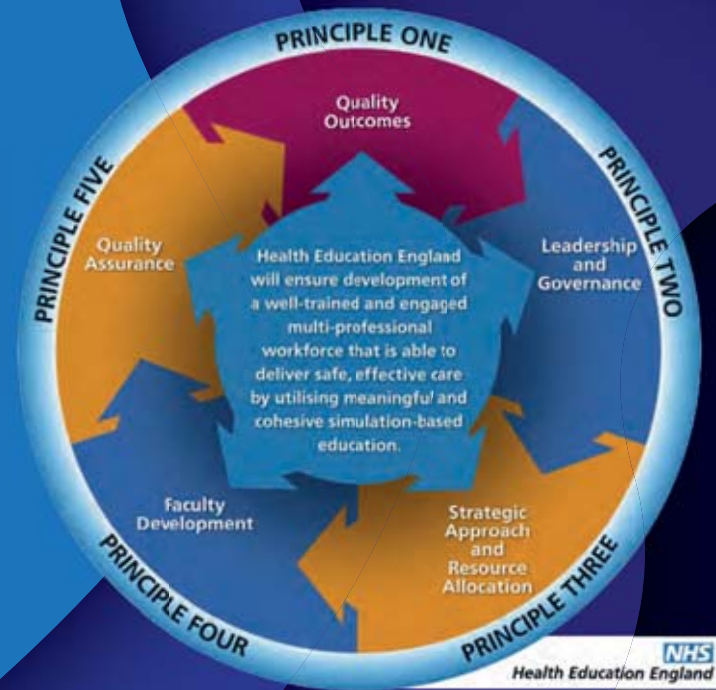 PRINCIPLE ONE
Quality
Outcomes
PRINCIPLE TWO
Leadership
and
Governance
PRINCIPLE THREE
Strategic
Approach
and
Resource
Allocation
PRINCIPLE FOUR
Faculty
Development
PRINCIPLE FIVE
Quality
Assurance
Health Education England
will ensure development of
a well-trained and engaged
multi-professional
workforce that is able to
deliver safe, effective care
by utilising meaningful and
cohesive simulation-based
education.
NHS
Health Education England